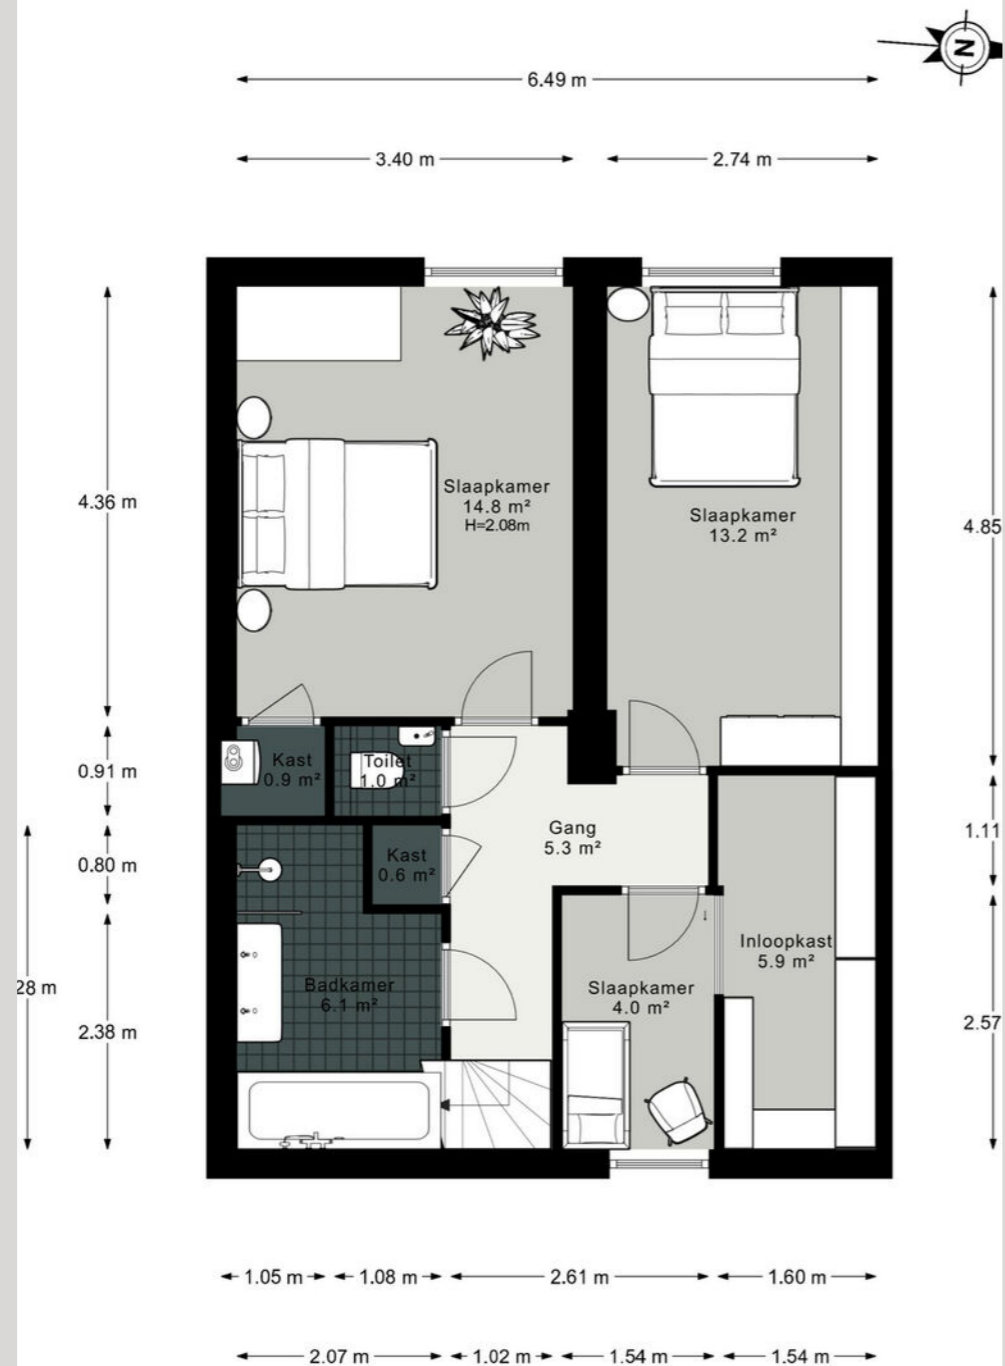 N
6.49 m
3.40 m
2.74 m
4.36 m
Slaapkamer
14.8 m²
H=2.08m
Slaapkamer
13.2 m²
4.85
0.91 m
Kast
0.9 m²
Toilet
1.0 m²
Gang
5.3 m²
1.11
0.80 m
Kast
0.6 m²
28 m
Badkamer
6.1 m²
Slaapkamer
4.0 m²
Inloopkast
5.9 m²
2.38 m
2.57
1.05 m
1.08 m
2.61 m
1.60 m
2.07 m
1.02 m
1.54 m
1.54 m